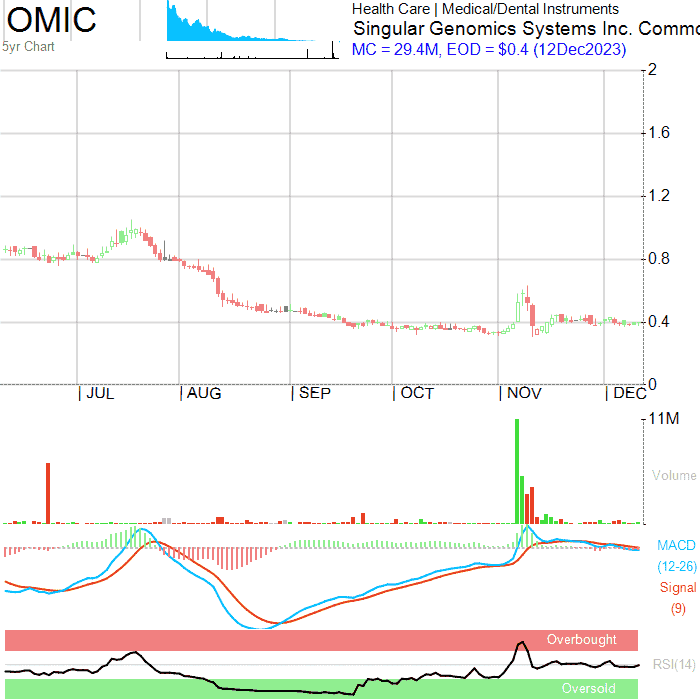 OMIC
5yr Chart
Health Care | Medical/Dental Instruments
Singular Genomics Systems Inc. Commo
MC = 29.4M, EOD = $0.4 (12Dec2023)
2
1.6
1.2
0.8
0.4
0
| JUL | AUG | SEP | OCT | NOV | DEC
11M
Volume
MACD
(12-26)
Signal
(9)
Overbought
RSI(14)
Oversold